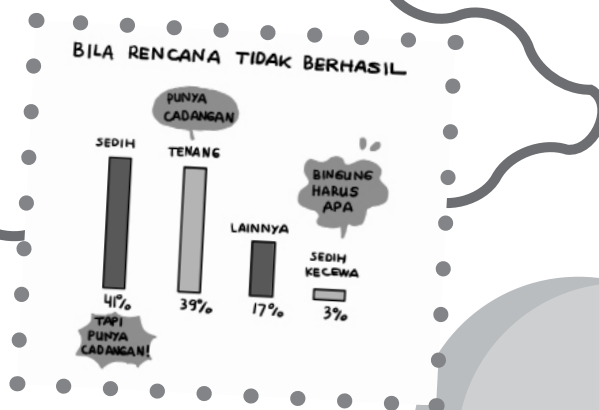 BILA RENCANA TIDAK BERHASIL
PUNYA
CADANGAN
SEDIH
TENANG
BINGUNG
HARUS
APA
LAINNYA
SEDIH
KECEWA
41%
39%
17%
3%
TAPI
PUNYA
CADANGAN!